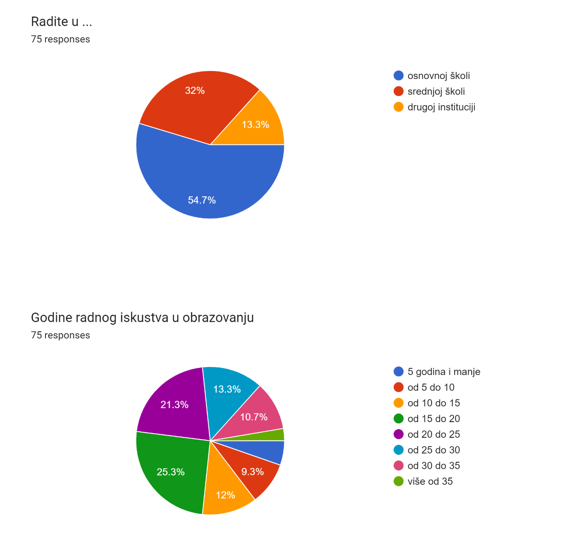 Radite u ...
75 responses
32%
13.3%
54.7%
osnovnoj školi
srednjoj školi
drugoj instituciji
Godine radnog iskustva u obrazovanju
75 responses
13.3%
21.3%
10.7%
25.3%
9.3%
12%
5 godina i manje
od 5 do 10
od 10 do 15
od 15 do 20
od 20 do 25
od 25 do 30
od 30 do 35
više od 35